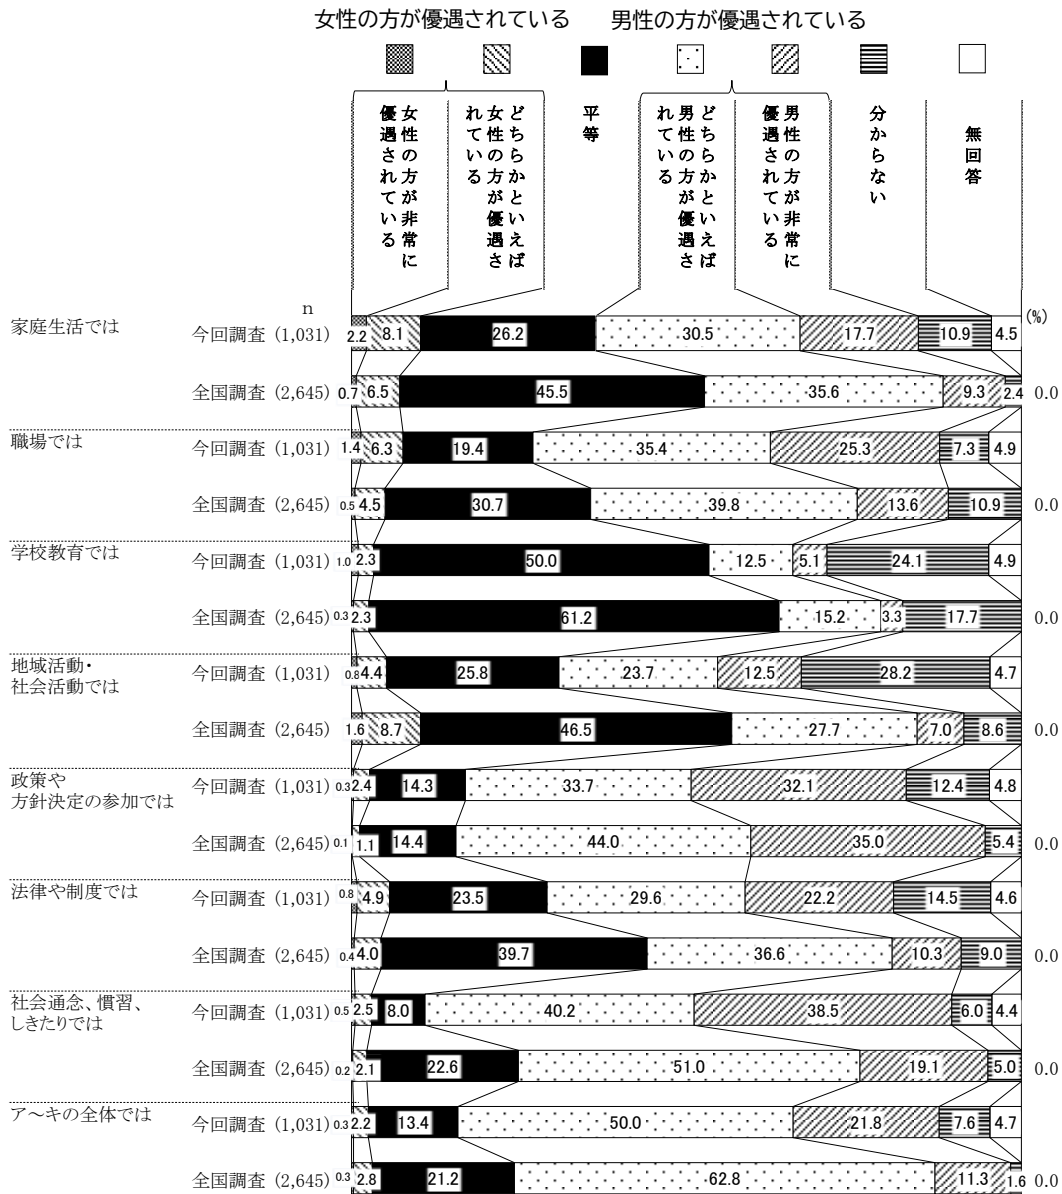 女性の方が優遇されている 男性の方が優遇されている
女性の方が非常に
優遇されている
どちらかといえば
女性の方が優遇さ
れている
平等
どちらかといえば
男性の方が優遇さ
れている
男性の方が非常に
優遇されている
分からない
無回答
n
(%)
家庭生活では
今回調査 (1,031) 2.2 8.1 26.2 30.5 17.7 10.9 4.5
全国調査 (2,645) 0.7 6.5 45.5 35.6 9.3 2.4 0.0
職場では
今回調査 (1,031) 1.4 6.3 19.4 35.4 25.3 7.3 4.9
全国調査 (2,645) 0.5 4.5 30.7 39.8 13.6 10.9 0.0
学校教育では
今回調査 (1,031) 1.0 2.3 50.0 12.5 5.1 24.1 4.9
全国調査 (2,645) 0.3 2.3 61.2 15.2 3.3 17.7 0.0
地域活動・
社会活動では
今回調査 (1,031) 0.8 4.4 25.8 23.7 12.5 28.2 4.7
全国調査 (2,645) 1.6 8.7 46.5 27.7 7.0 8.6 0.0
政策や
方針決定の参加では
今回調査 (1,031) 0.3 2.4 14.3 33.7 32.1 12.4 4.8
全国調査 (2,645) 0.1 1.1 14.4 44.0 35.0 5.4 0.0
法律や制度では
今回調査 (1,031) 0.8 4.9 23.5 29.6 22.2 14.5 4.6
全国調査 (2,645) 0.4 4.0 39.7 36.6 10.3 9.0 0.0
社会通念、慣習、
しきたりでは
今回調査 (1,031) 0.5 2.5 8.0 40.2 38.5 6.0 4.4
全国調査 (2,645) 0.2 2.1 22.6 51.0 19.1 5.0 0.0
ア～キの全体では
今回調査 (1,031) 0.3 2.2 13.4 50.0 21.8 7.6 4.7
全国調査 (2,645) 0.3 2.8 21.2 62.8 11.3 1.6 0.0